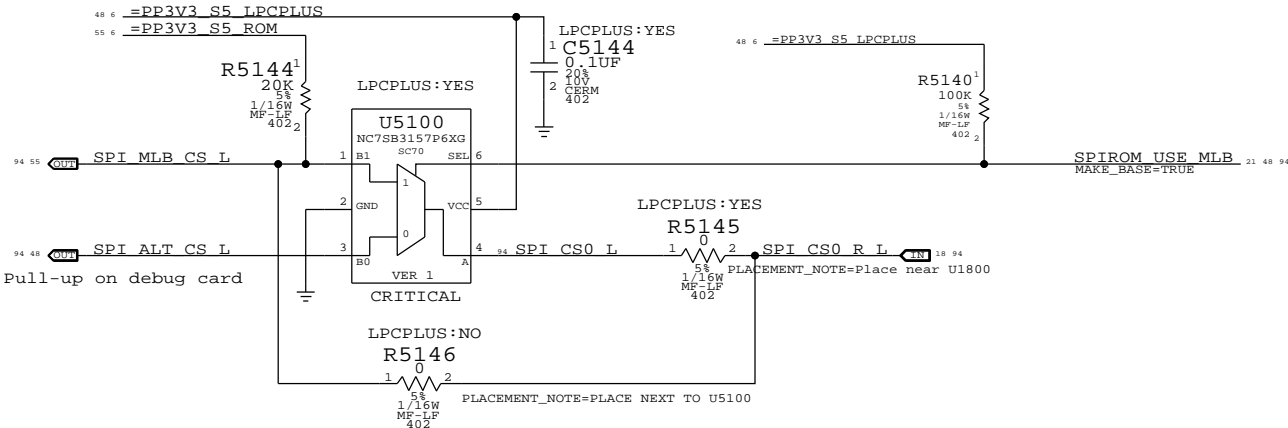 48 6 =PP3V3_S5_LPCPLUS
55 6 =PP3V3_S5_ROM
R5144 1
20K
5%
1/16W
MF-LF
402 2
LPCPLUS:YES
LPCPLUS:YES
1 C5144
0.1UF
20%
10V
2 CERM
402
48 6 =PP3V3_S5_LPCPLUS
R5140 1
100K
5%
1/16W
MF-LF
402 2
U5100
NC7SB3157P6XG
SC70
94 55 OUT SPI_MLB_CS_L 1 B1 SEL 6 SPIROM_USE_MLB 21 48 94
MAKE_BASE=TRUE
1
2 GND VCC 5
0
94 48 OUT SPI_ALT_CS_L 3 B0 A 4 94 SPI_CS0_L
Pull-up on debug card
VER 1
CRITICAL
LPCPLUS:YES
R5145
0
1 2 SPI_CS0_R_L IN 18 94
5%
1/16W
MF-LF
402
PLACEMENT_NOTE=Place near U1800
LPCPLUS:NO
R5146
0
1 2
5%
1/16W
MF-LF
402
PLACEMENT_NOTE=PLACE NEXT TO U5100